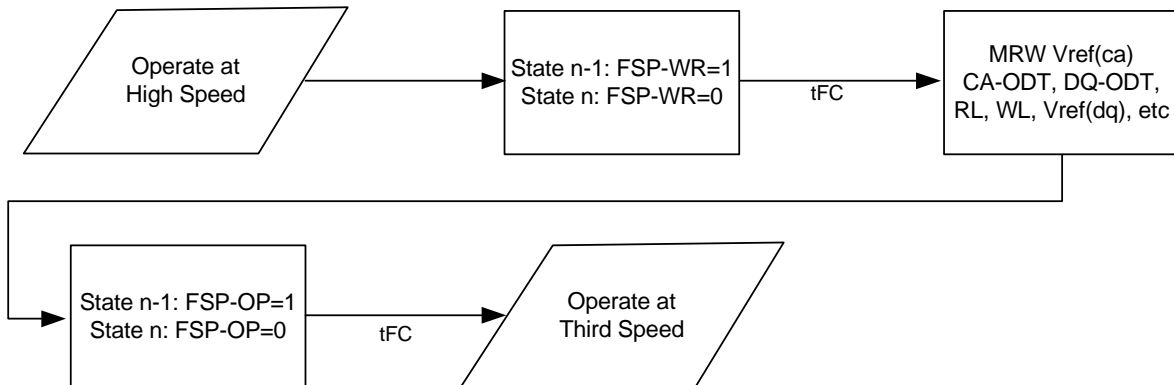 Operate at
High Speed
State n-1: FSP-WR=1
State n: FSP-WR=0
tFC
MRW Vref(ca)
CA-ODT, DQ-ODT,
RL, WL, Vref(dq), etc
State n-1: FSP-OP=1
State n: FSP-OP=0
tFC
Operate at
Third Speed